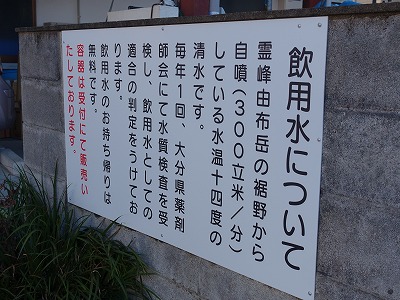 飲用水について
霊峰由布岳の裾野から
自噴(300立米/分)
している水温十四度の
清水です。
毎年1回、大分県薬剤
師会にて水質検査を受
検し、飲用水としての
適合の判定をうけてお
ります。
飲用水のお持ち帰りは
無料です。
容器は受付にて販売い
たしております。